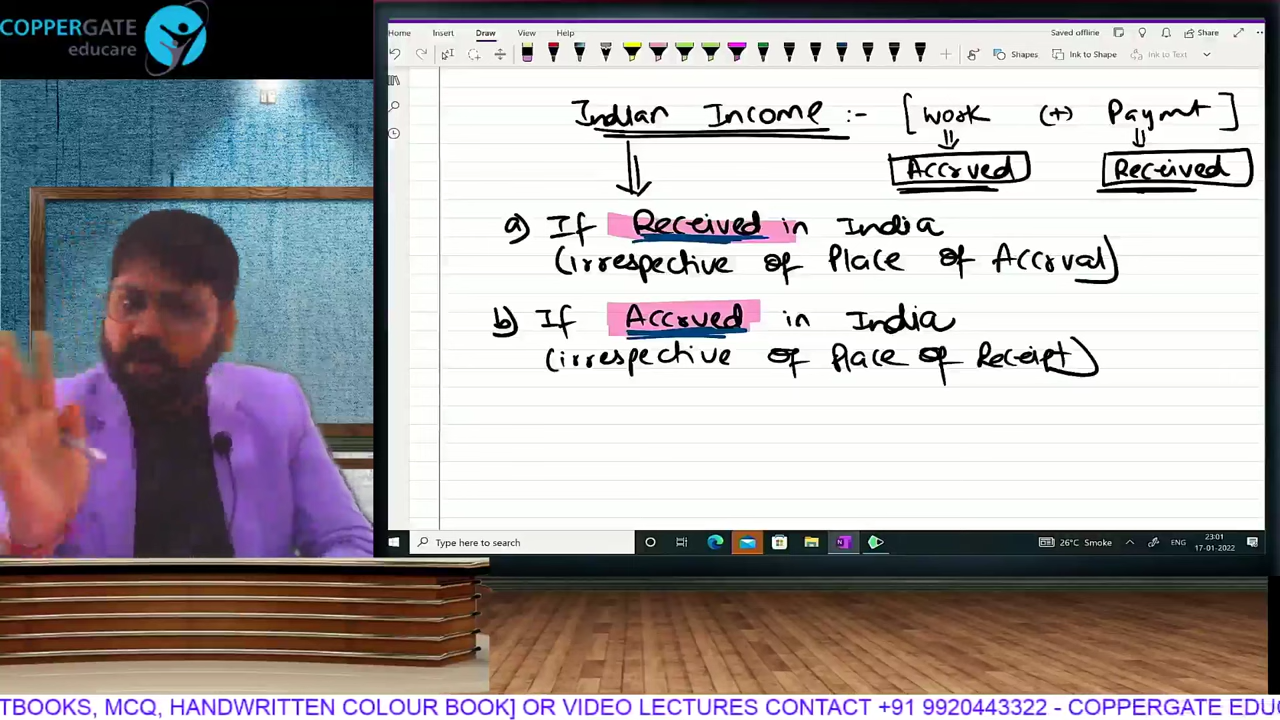 COPPERGATE
educare
Home Insert Draw View Help
Saved offline
Share
Shapes
Ink to Shape
Ink to Text
Indian Income :- [Work (+) Paymt]
Accrued Received
a) If Received in India
(irrespective of Place of Accrual)
b) If Accrued in India
(irrespective of Place of Receipt)
Type here to search
26°C Smoke
ENG
23:01
17-01-2022
TBOOKS, MCQ, HANDWRITTEN COLOUR BOOK] OR VIDEO LECTURES CONTACT +91 9920443322 - COPPERGATE EDU